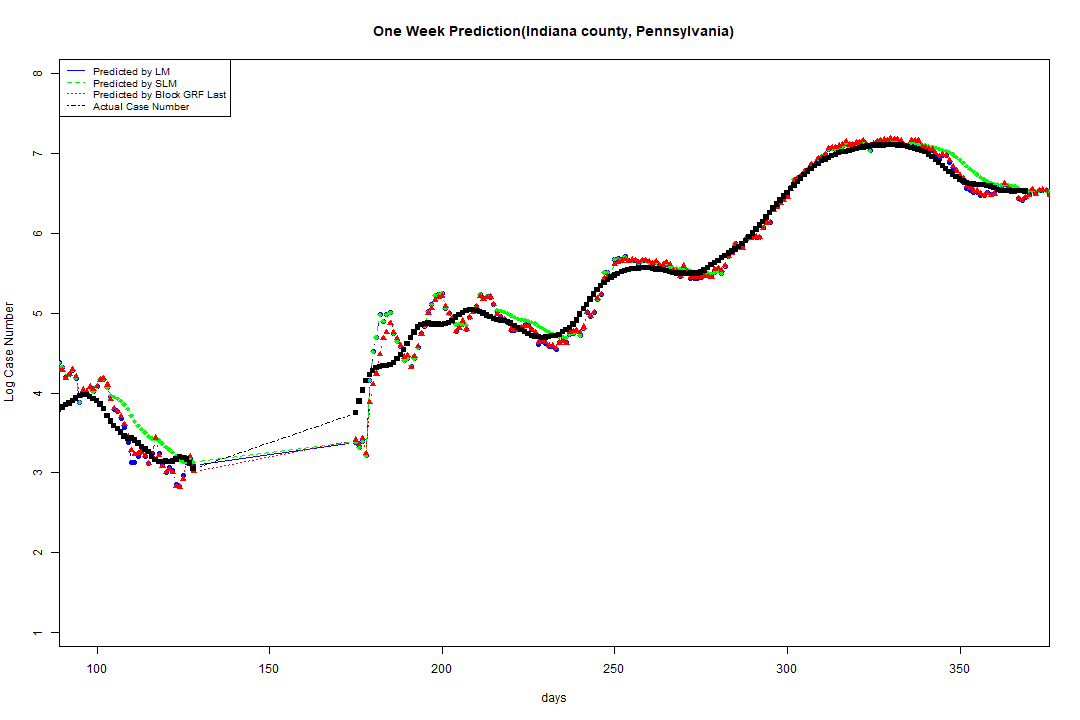 One Week Prediction(Indiana county, Pennsylvania)
Predicted by LM
Predicted by SLM
Predicted by Block GRF Last
Actual Case Number
Log Case Number
8
7
6
5
4
3
2
1
100 150 200 250 300 350
days